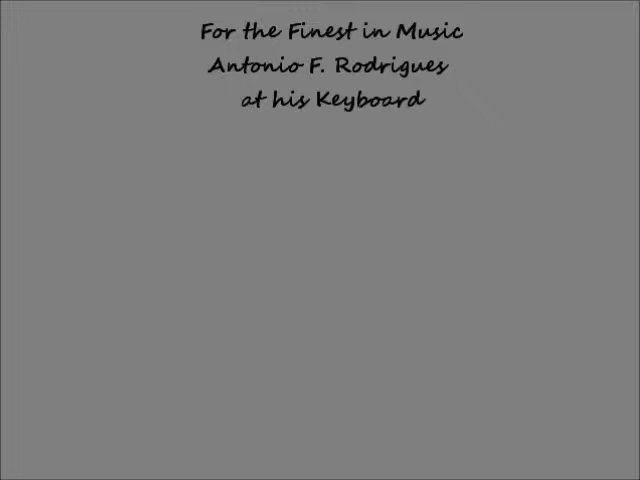 For the Finest in Music
Antonio F. Rodrigues
at his Keyboard